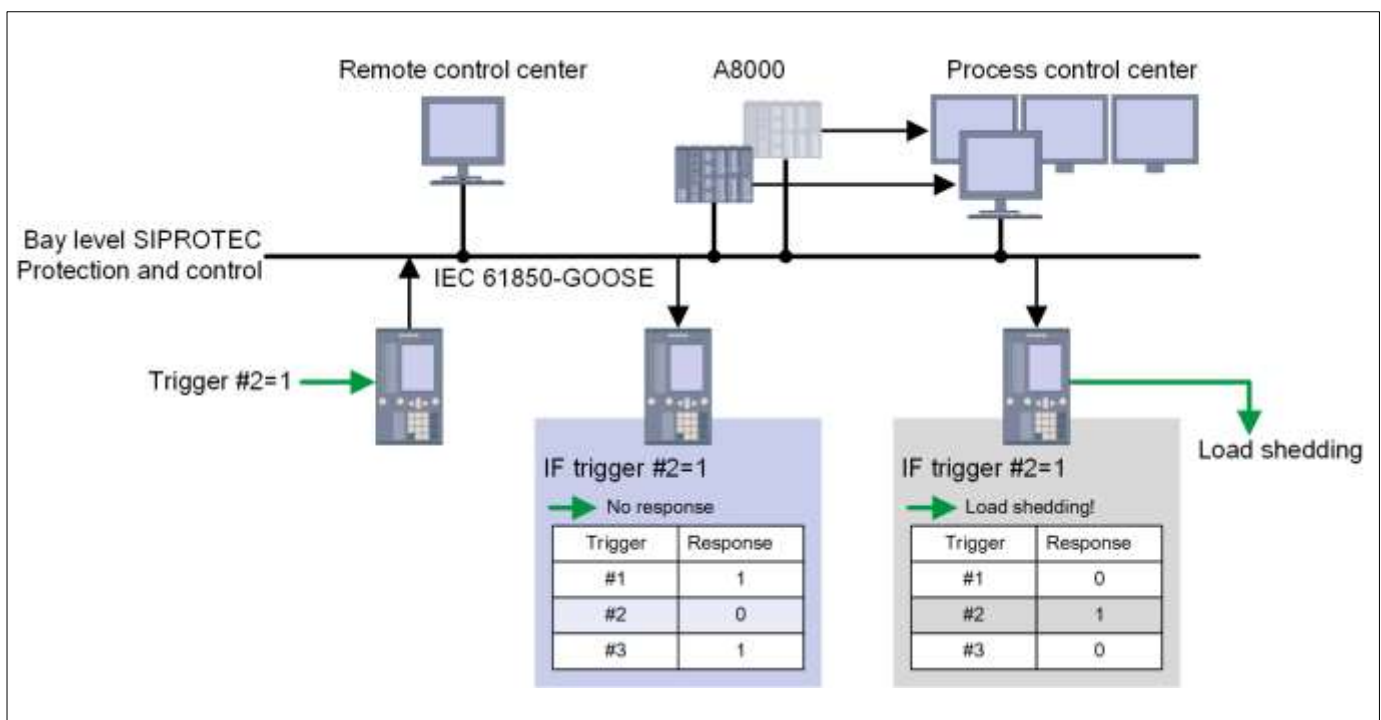 Remote control center
A8000
Process control center
Bay level SIPROTEC
Protection and control
IEC 61850-GOOSE
Trigger #2=1
Load shedding
IF trigger #2=1
No response
Trigger Response
#1 1
#2 0
#3 1
IF trigger #2=1
Load shedding!
Trigger Response
#1 0
#2 1
#3 0